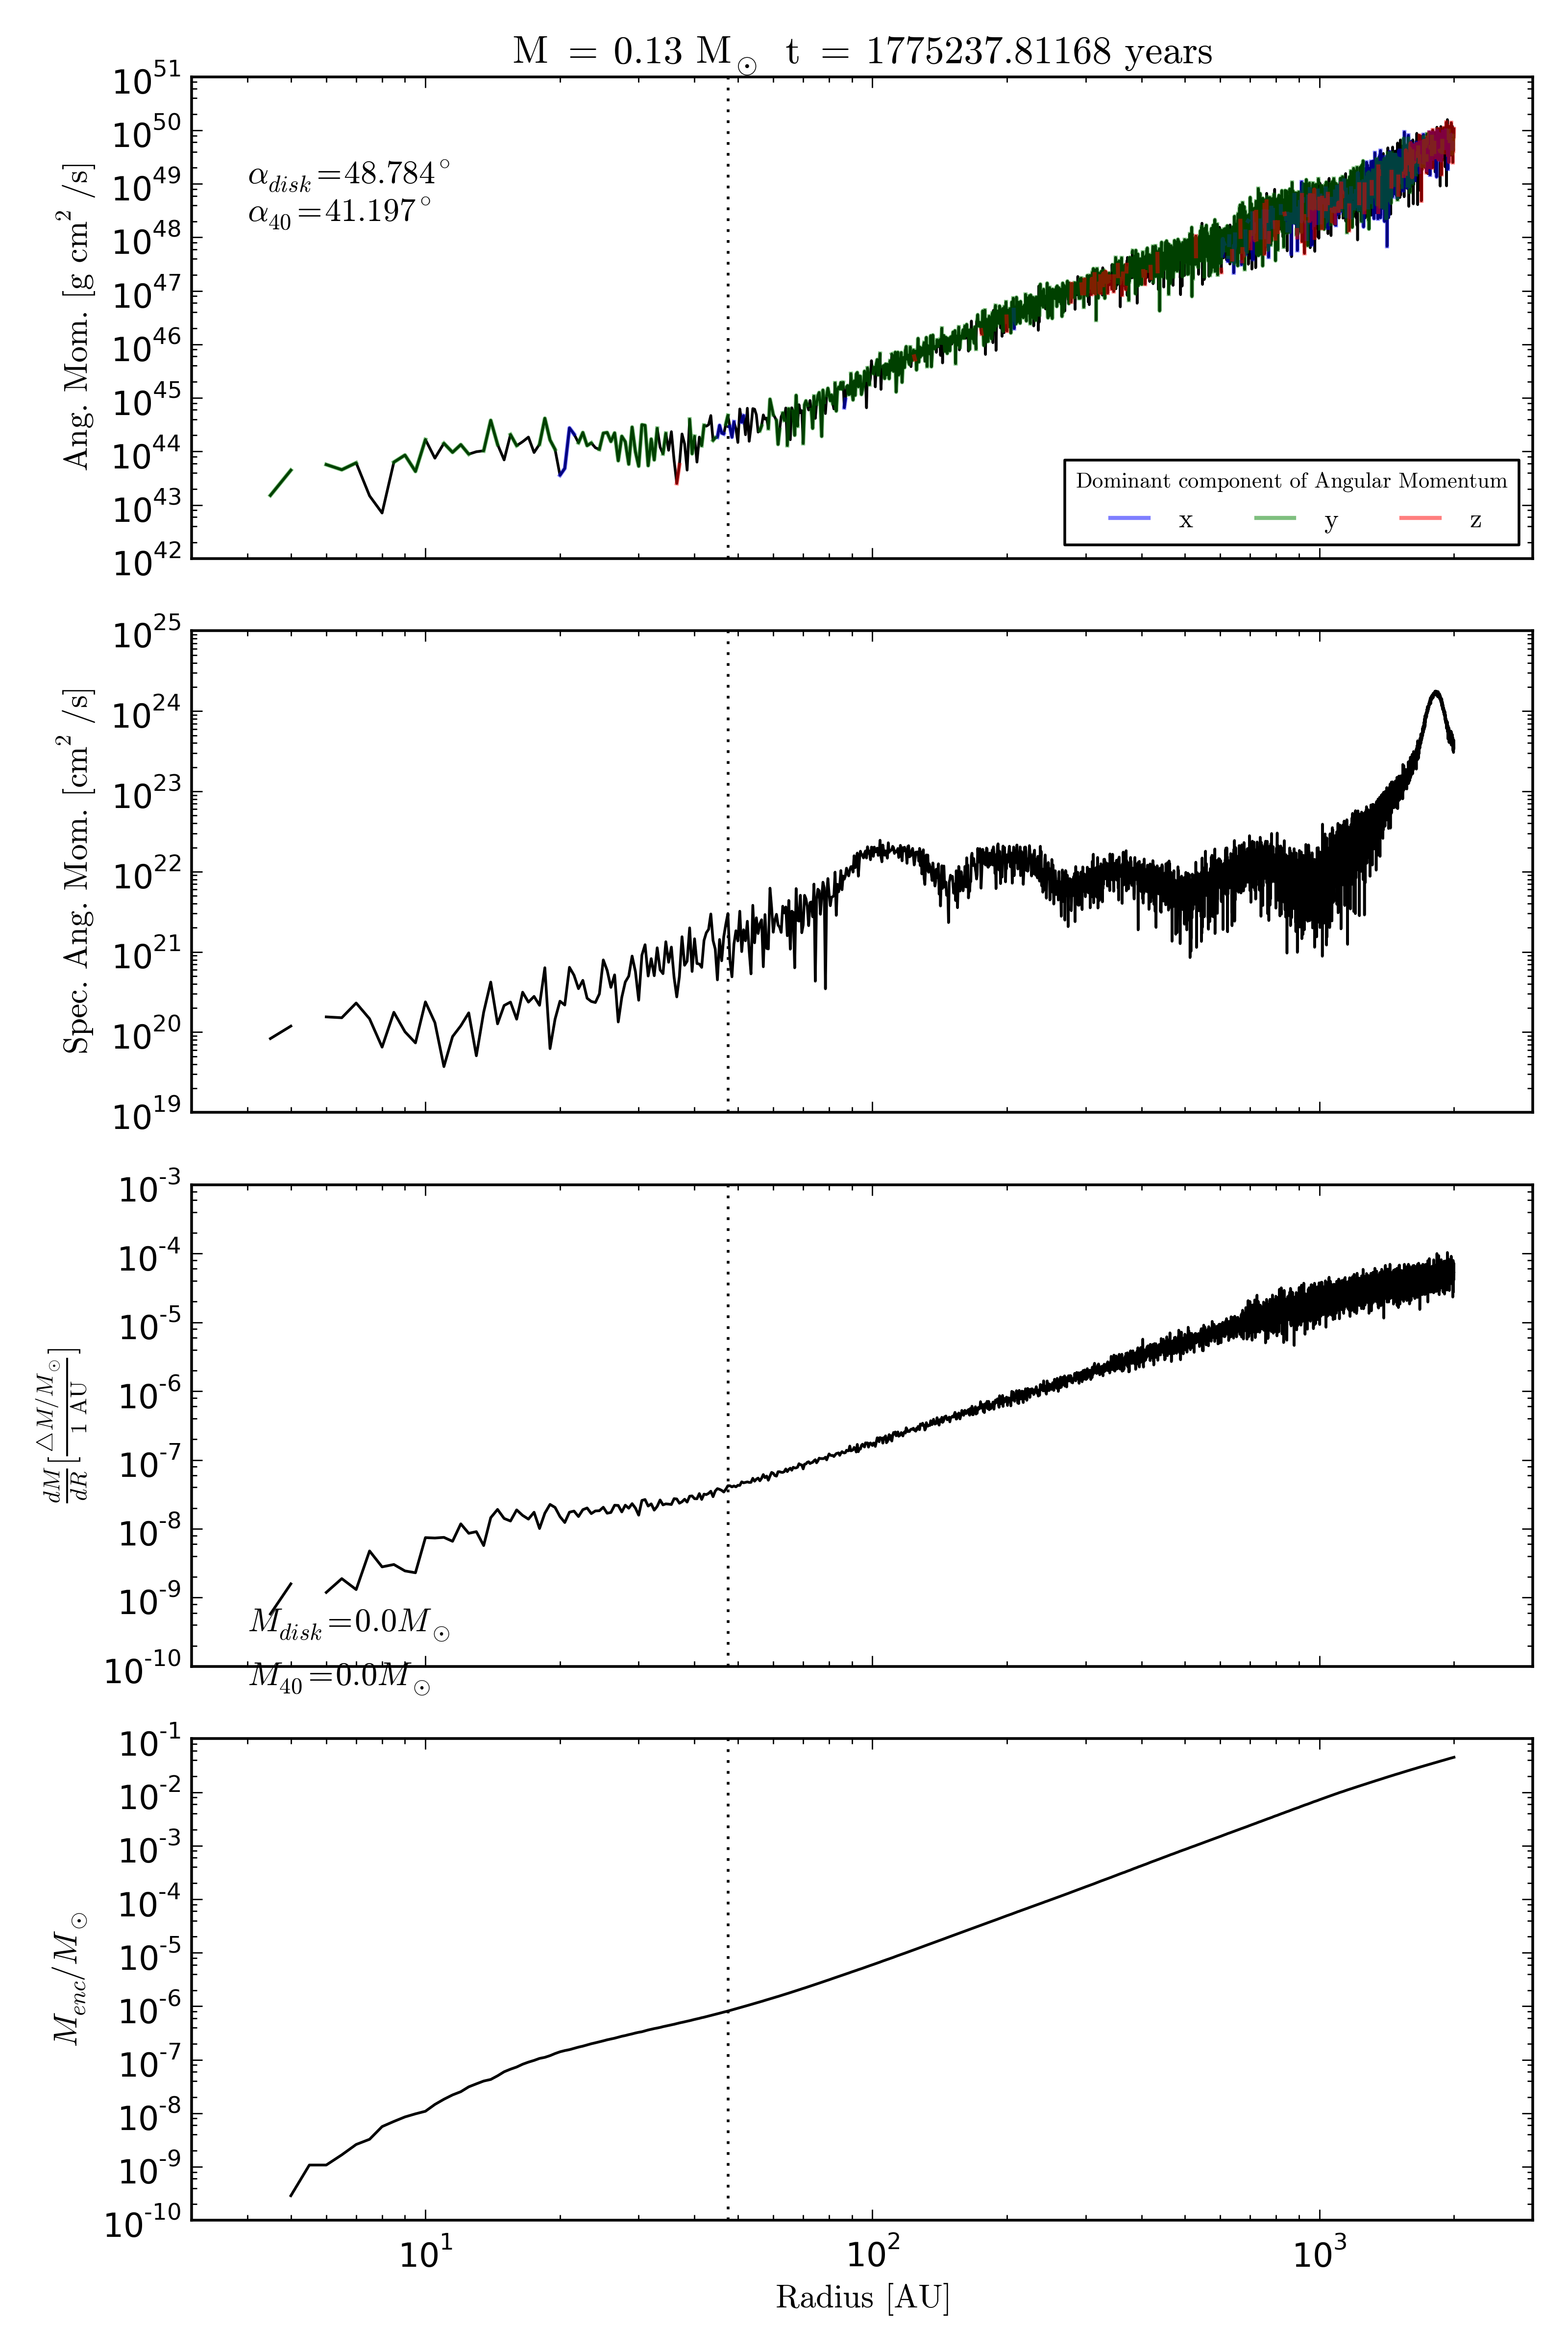 M = 0.13 M⊙ t = 1775237.81168 years
10^51
10^50
10^49
10^48
10^47
10^46
10^45
10^44
10^43
10^42
Ang. Mom. [g cm² /s]
α_disk=48.784°
α_40=41.197°
Dominant component of Angular Momentum
x y z
10^25
10^24
10^23
10^22
10^21
10^20
10^19
Spec. Ang. Mom. [cm² /s]
10^-3
10^-4
10^-5
10^-6
10^-7
10^-8
10^-9
10^-10
dM/dR [△M/M⊙ / 1 AU]
M_disk=0.0M⊙
M_40=0.0M⊙
10^-1
10^-2
10^-3
10^-4
10^-5
10^-6
10^-7
10^-8
10^-9
10^-10
M_enc/M⊙
10^1 10^2 10^3
Radius [AU]